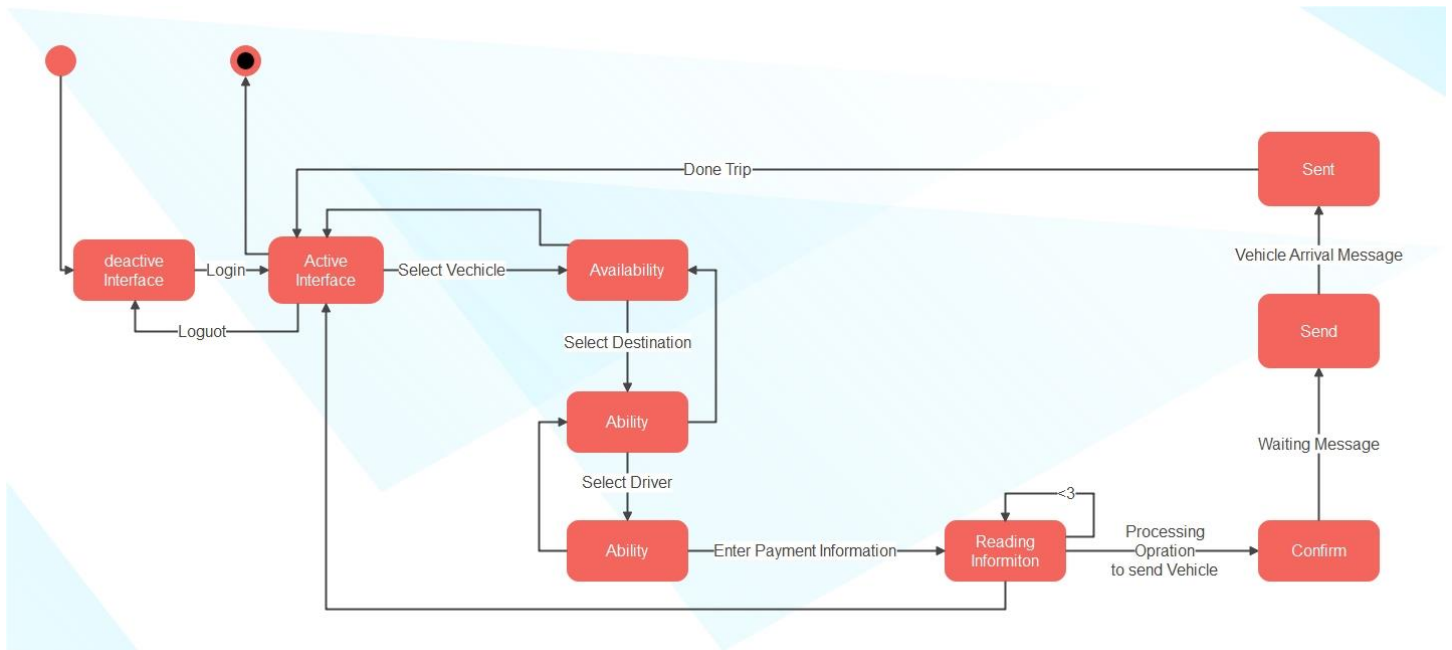 Done Trip
Sent
deactive
Interface
Login
Active
Interface
Select Vechicle
Availability
Vehicle Arrival Message
Loguot
Select Destination
Send
Ability
Waiting Message
Select Driver
<3
Ability
Enter Payment Information
Reading
Informiton
Processing
Opration
to send Vehicle
Confirm